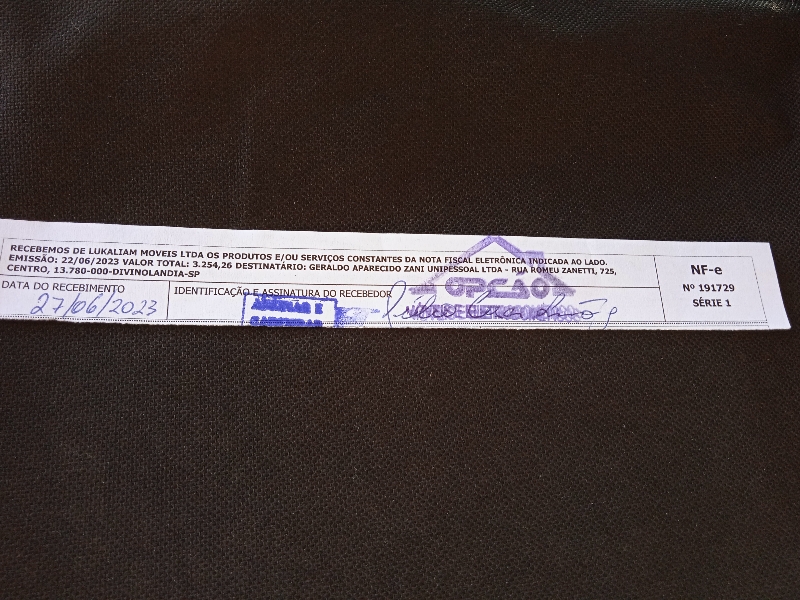 RECEBEMOS DE LUKALIAM MOVEIS LTDA OS PRODUTOS E/OU SERVIÇOS CONSTANTES DA NOTA FISCAL ELETRÔNICA INDICADA AO LADO.
EMISSÃO: 22/06/2023 VALOR TOTAL: 3.254,26 DESTINATÁRIO: GERALDO APARECIDO ZANI UNIPESSOAL LTDA - RUA ROMEU ZANETTI, 725,
CENTRO, 13.780-000-DIVINOLANDIA-SP
NF-e
Nº 191729
SÉRIE 1
DATA DO RECEBIMENTO
27/06/2023
IDENTIFICAÇÃO E ASSINATURA DO RECEBEDOR
ASSINAR E
CARIMBAR
OPÇÃO